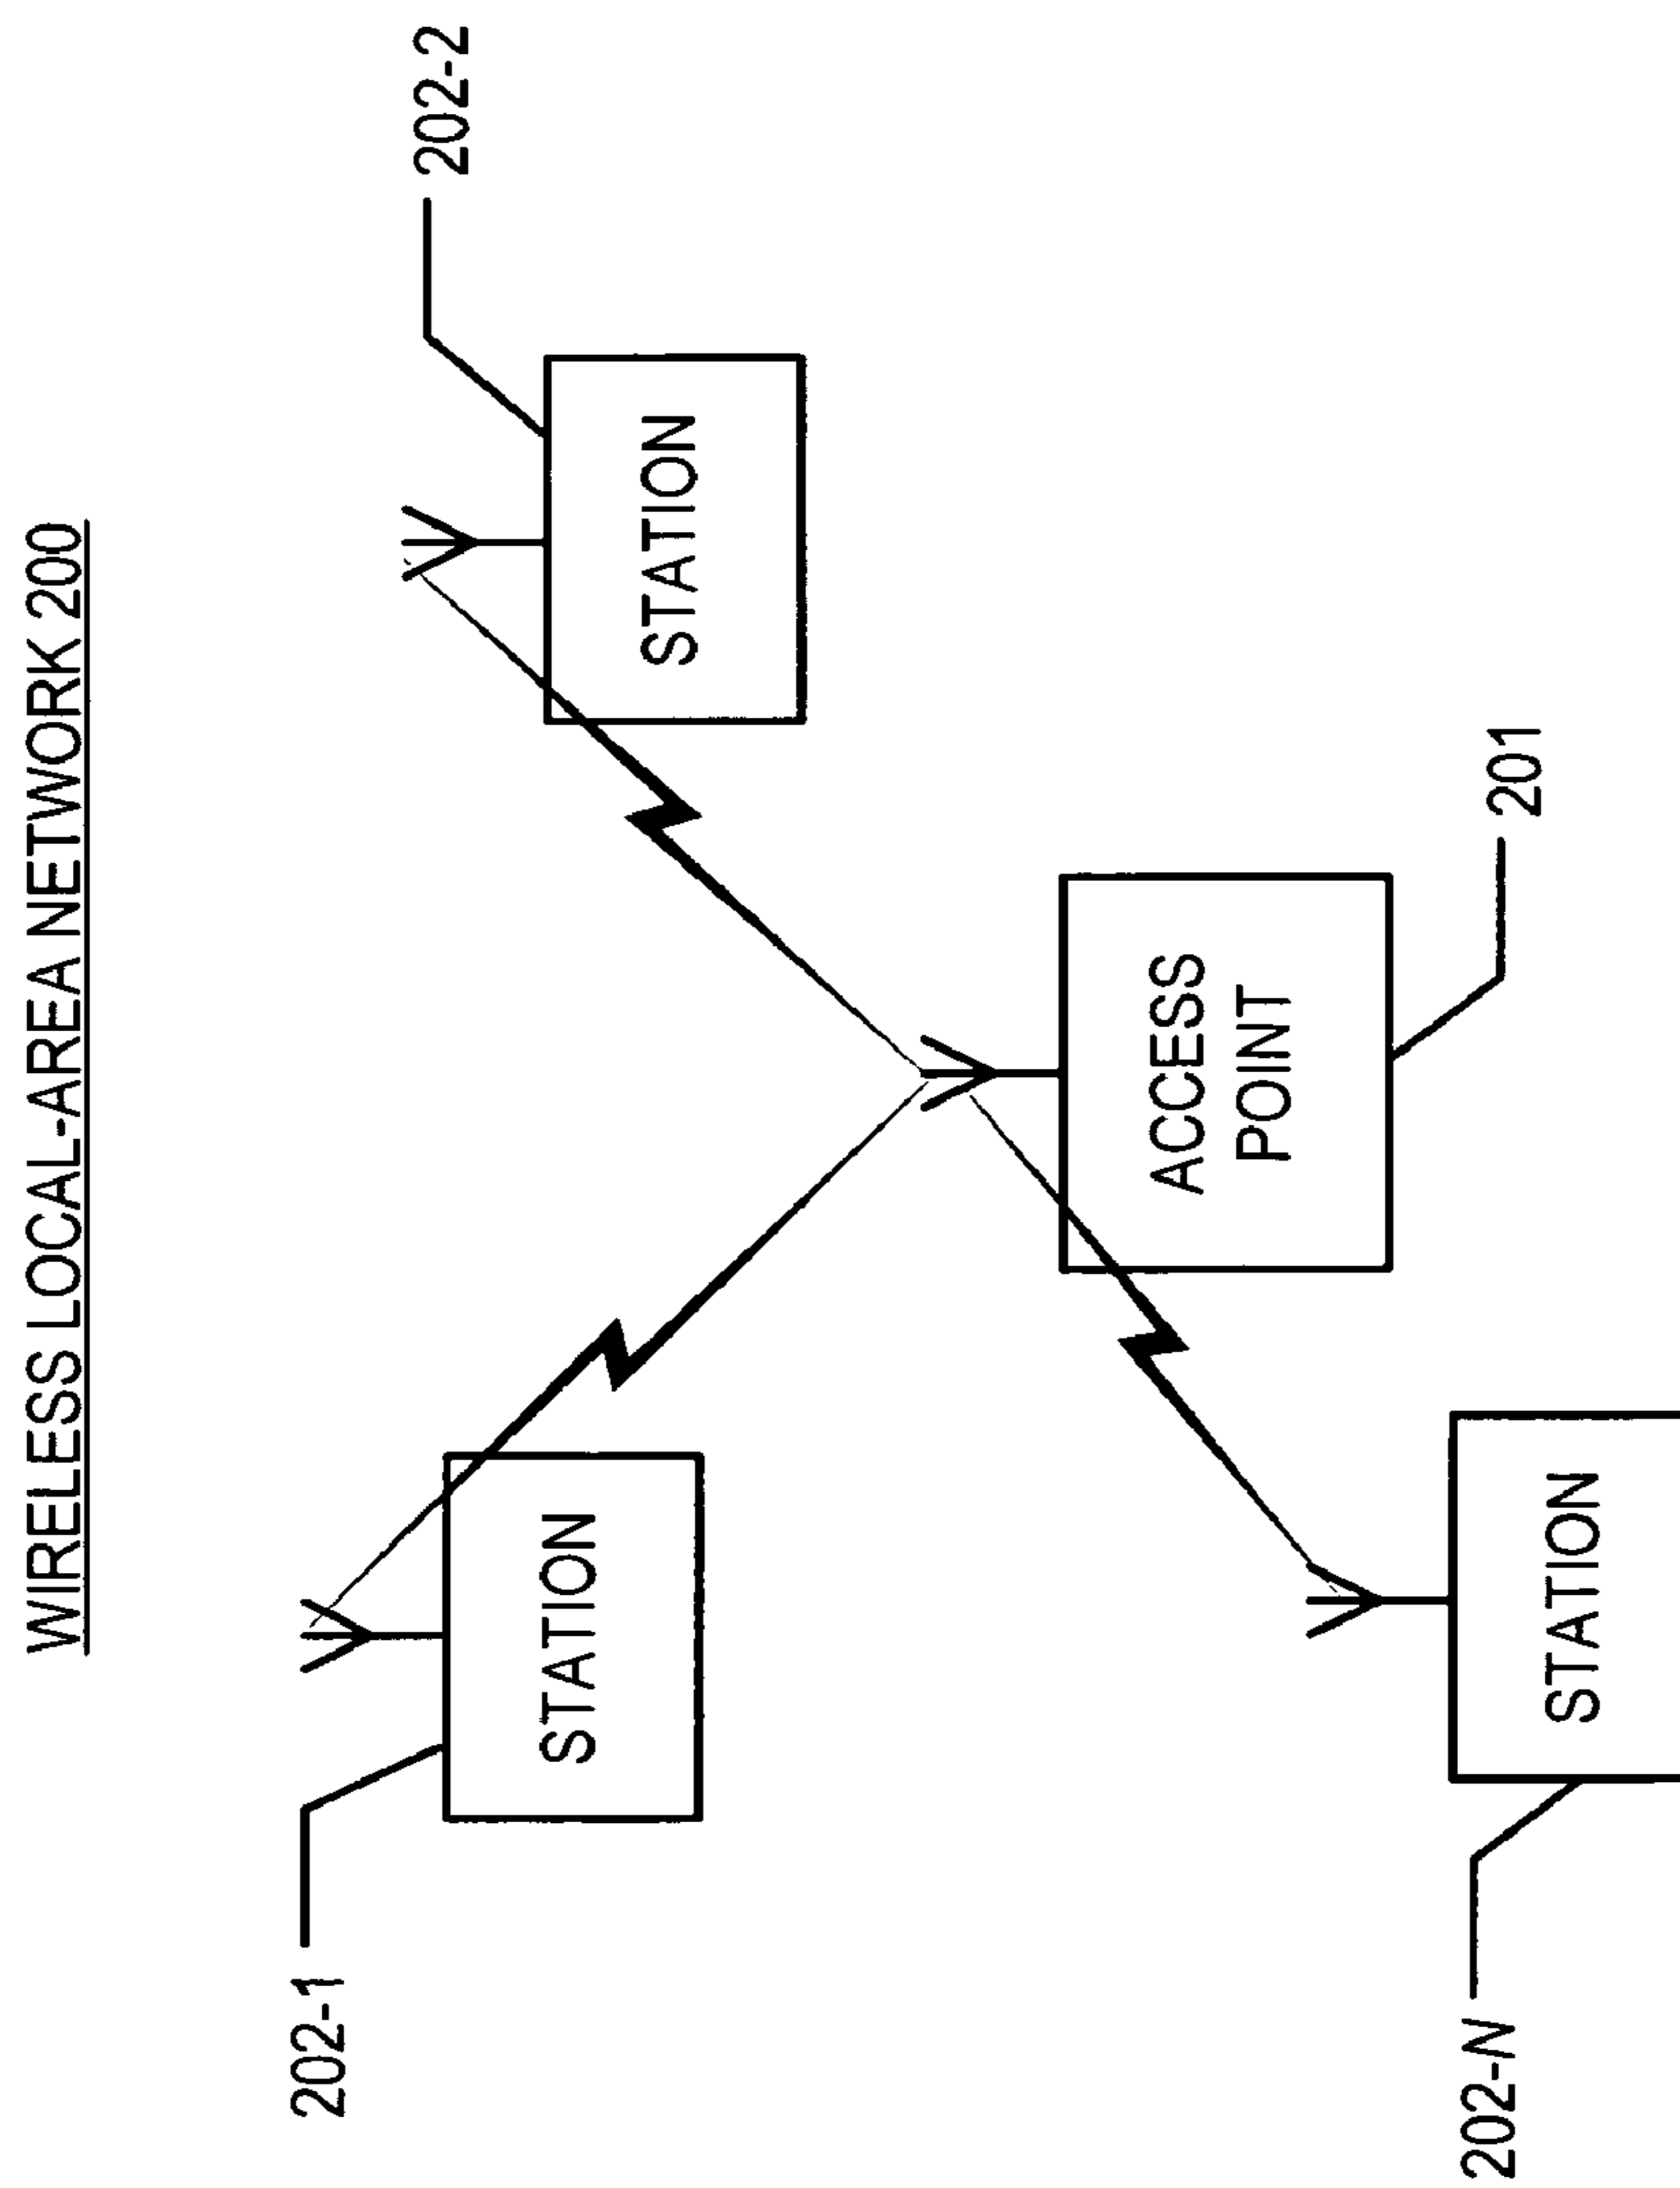 WIRELESS LOCAL-AREA NETWORK 200
202-1
STATION
202-2
STATION
ACCESS
POINT
201
202-N
STATION